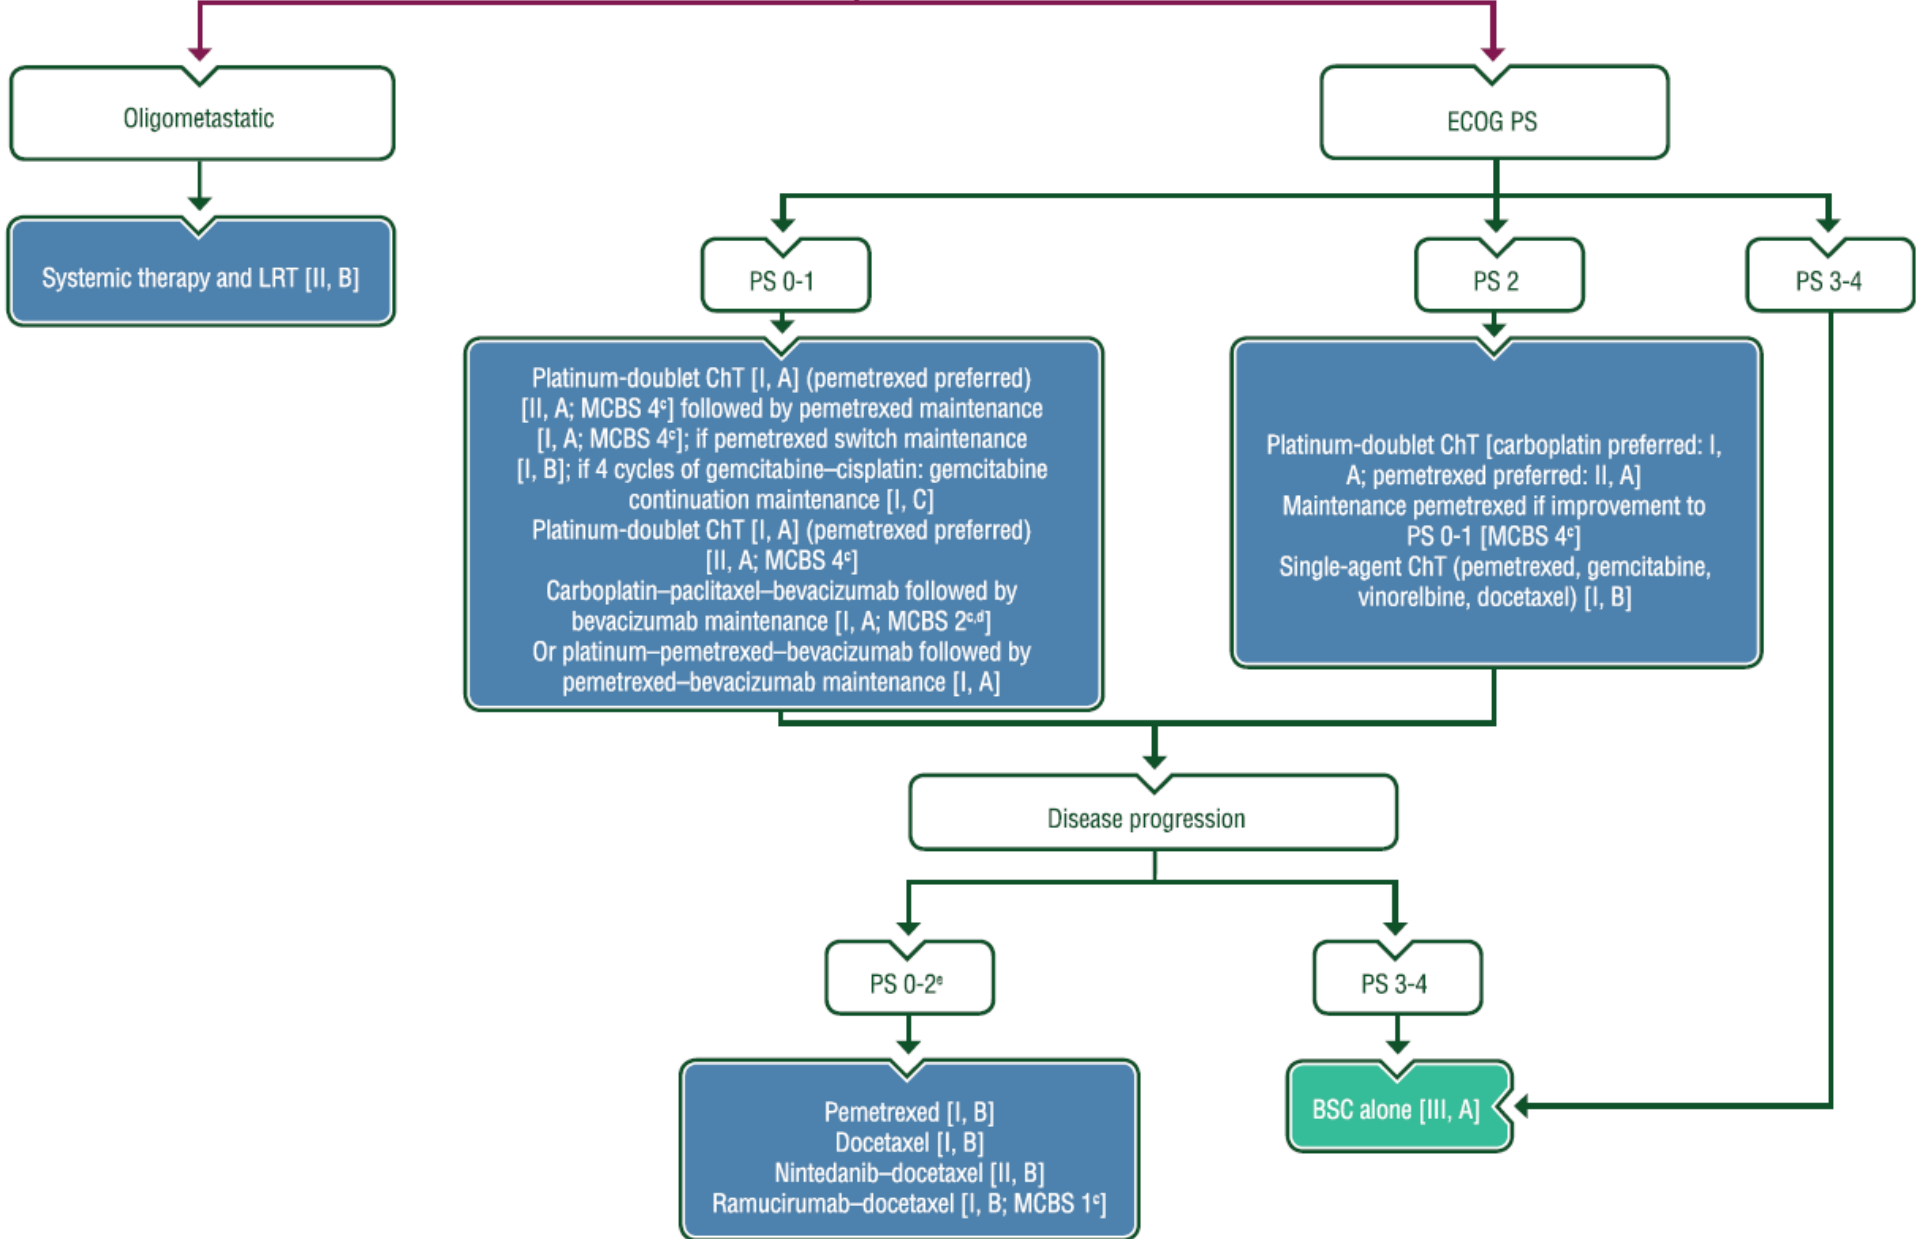 Oligometastatic
ECOG PS
Systemic therapy and LRT [II, B]
PS 0-1
PS 2
PS 3-4
Platinum-doublet ChT [I, A] (pemetrexed preferred)
[II, A; MCBS 4ᶜ] followed by pemetrexed maintenance
[I, A; MCBS 4ᶜ]; if pemetrexed switch maintenance
[I, B]; if 4 cycles of gemcitabine–cisplatin: gemcitabine
continuation maintenance [I, C]
Platinum-doublet ChT [I, A] (pemetrexed preferred)
[II, A; MCBS 4ᶜ]
Carboplatin–paclitaxel–bevacizumab followed by
bevacizumab maintenance [I, A; MCBS 2ᶜ,ᵈ]
Or platinum–pemetrexed–bevacizumab followed by
pemetrexed–bevacizumab maintenance [I, A]
Platinum-doublet ChT [carboplatin preferred: I,
A; pemetrexed preferred: II, A]
Maintenance pemetrexed if improvement to
PS 0-1 [MCBS 4ᶜ]
Single-agent ChT (pemetrexed, gemcitabine,
vinorelbine, docetaxel) [I, B]
Disease progression
PS 0-2ᵉ
PS 3-4
Pemetrexed [I, B]
Docetaxel [I, B]
Nintedanib–docetaxel [II, B]
Ramucirumab–docetaxel [I, B; MCBS 1ᶜ]
BSC alone [III, A]